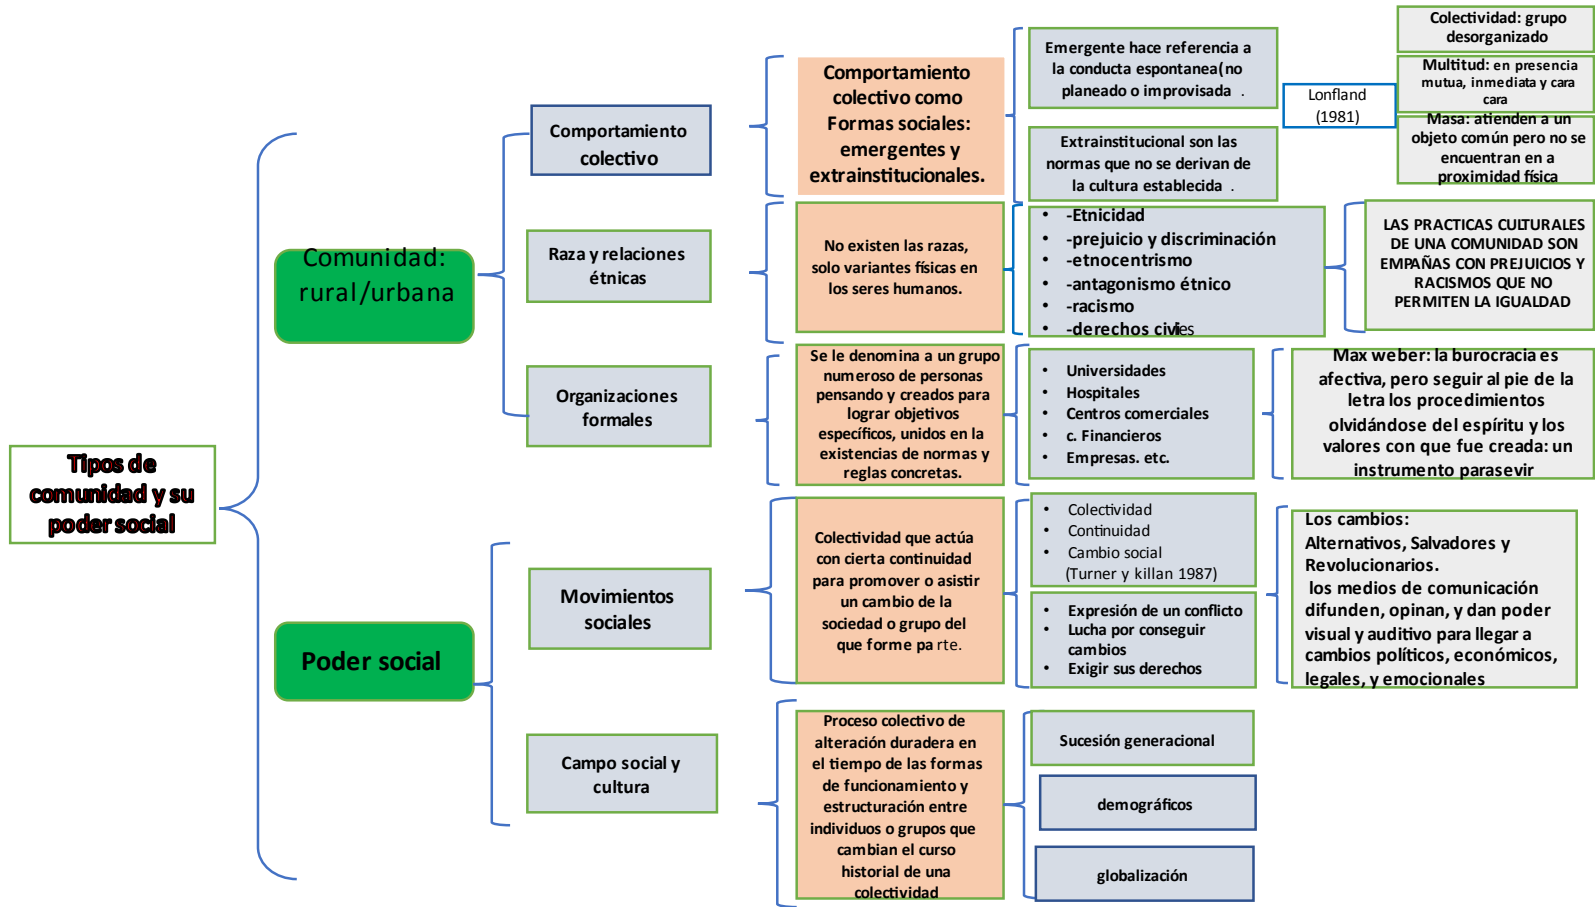 Tipos de
comunidad y su
poder social
Comunidad:
rural/urbana
Comportamiento
colectivo
Comportamiento
colectivo como
Formas sociales:
emergentes y
extrainstitucionales.
Emergente hace referencia a
la conducta espontanea(no
planeado o improvisada .
Extrainstitucional son las
normas que no se derivan de
la cultura establecida .
Lonfland
(1981)
Colectividad: grupo
desorganizado
Multitud: en presencia
mutua, inmediata y cara
cara
Masa: atienden a un
objeto común pero no se
encuentran en a
proximidad física
Raza y relaciones
étnicas
No existen las razas,
solo variantes físicas en
los seres humanos.
• -Etnicidad
• -prejuicio y discriminación
• -etnocentrismo
• -antagonismo étnico
• -racismo
• -derechos civies
LAS PRACTICAS CULTURALES
DE UNA COMUNIDAD SON
EMPAÑAS CON PREJUICIOS Y
RACISMOS QUE NO
PERMITEN LA IGUALDAD
Organizaciones
formales
Se le denomina a un grupo
numeroso de personas
pensando y creados para
lograr objetivos
específicos, unidos en la
existencias de normas y
reglas concretas.
• Universidades
• Hospitales
• Centros comerciales
• c. Financieros
• Empresas. etc.
Max weber: la burocracia es
afectiva, pero seguir al pie de la
letra los procedimientos
olvidándose del espíritu y los
valores con que fue creada: un
instrumento parasevir
Poder social
Movimientos
sociales
Colectividad que actúa
con cierta continuidad
para promover o asistir
un cambio de la
sociedad o grupo del
que forme pa rte.
• Colectividad
• Continuidad
• Cambio social
(Turner y killan 1987)
• Expresión de un conflicto
• Lucha por conseguir
cambios
• Exigir sus derechos
Los cambios:
Alternativos, Salvadores y
Revolucionarios.
los medios de comunicación
difunden, opinan, y dan poder
visual y auditivo para llegar a
cambios políticos, económicos,
legales, y emocionales
Campo social y
cultura
Proceso colectivo de
alteración duradera en
el tiempo de las formas
de funcionamiento y
estructuración entre
individuos o grupos que
cambian el curso
historial de una
colectividad
Sucesión generacional
demográficos
globalización